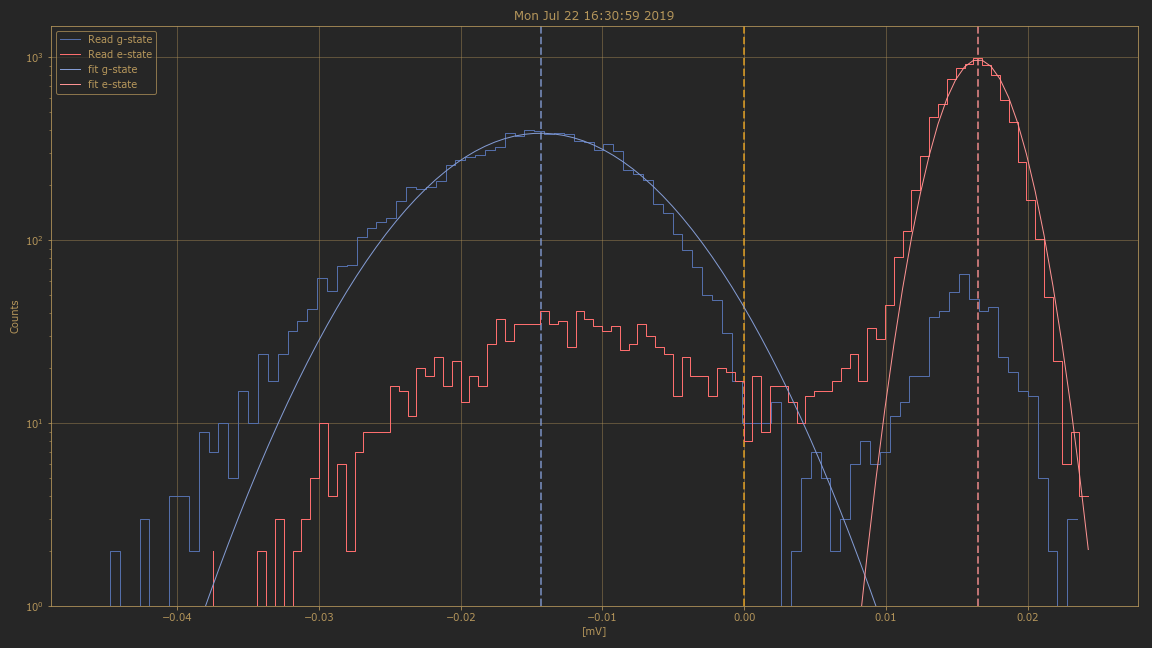 Mon Jul 22 16:30:59 2019
Read g-state
Read e-state
fit g-state
fit e-state
Counts
10³
10²
10¹
10⁰
−0.04 −0.03 −0.02 −0.01 0.00 0.01 0.02
[mV]